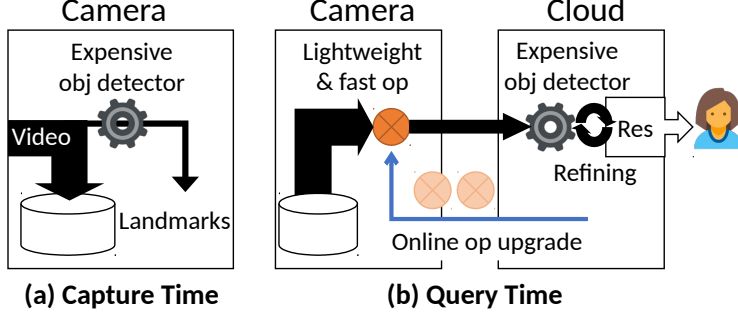 Camera
Expensive
obj detector
Video
Landmarks
(a) Capture Time
Camera
Cloud
Lightweight
& fast op
Expensive
obj detector
Res
Refining
Online op upgrade
(b) Query Time